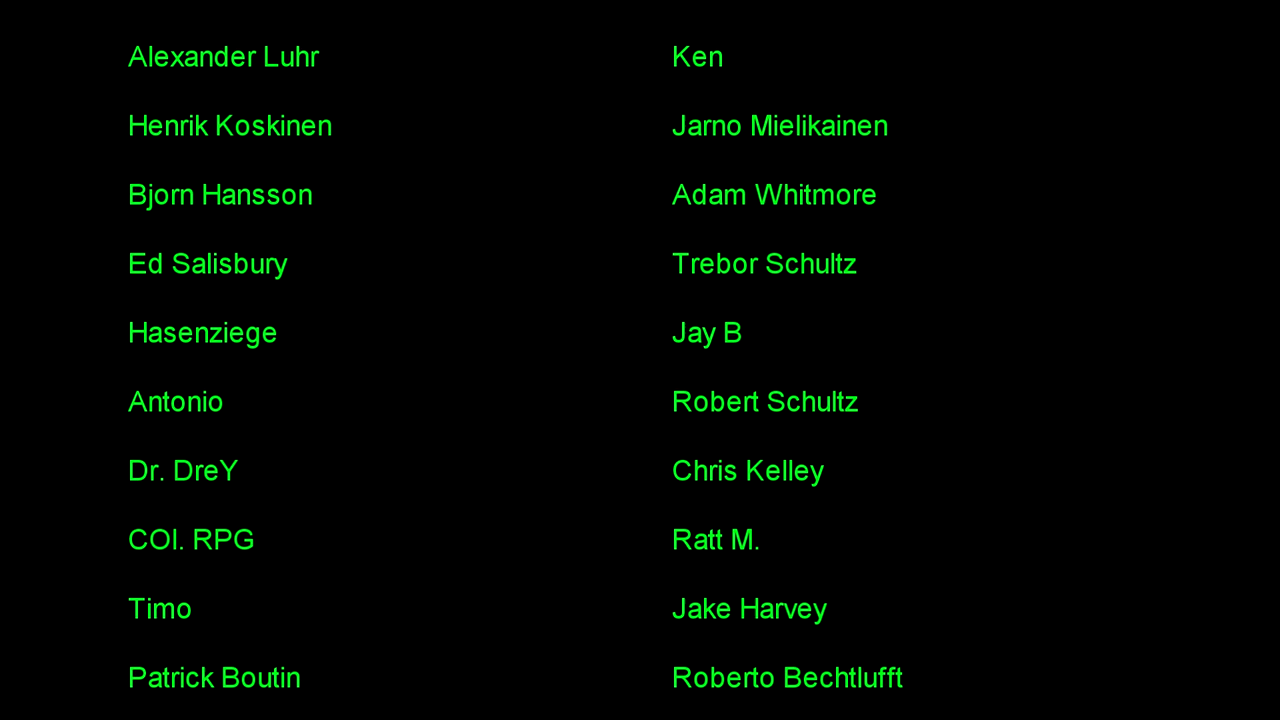 Alexander Luhr
Ken
Henrik Koskinen
Jarno Mielikainen
Bjorn Hansson
Adam Whitmore
Ed Salisbury
Trebor Schultz
Hasenziege
Jay B
Antonio
Robert Schultz
Dr. DreY
Chris Kelley
COl. RPG
Ratt M.
Timo
Jake Harvey
Patrick Boutin
Roberto Bechtlufft